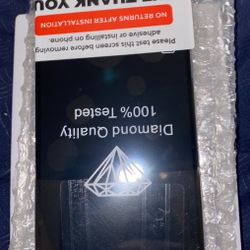 THANK YOU
NO RETURNS AFTER INSTALLATION
Please test this screen before removing
adhesive or installing on phone.
Diamond Quality
100% Tested